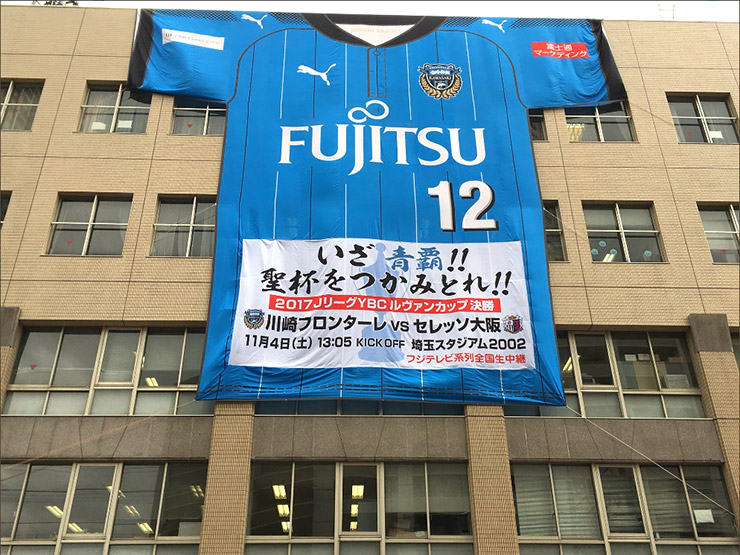 富士通
マーケティング
FUJITSU
12
いざ 青覇!!
聖杯をつかみとれ!!
2017JリーグYBCルヴァンカップ決勝
川崎フロンターレ vs セレッソ大阪
11月4日(土) 13:05 KICK OFF 埼玉スタジアム2002
フジテレビ系列全国生中継